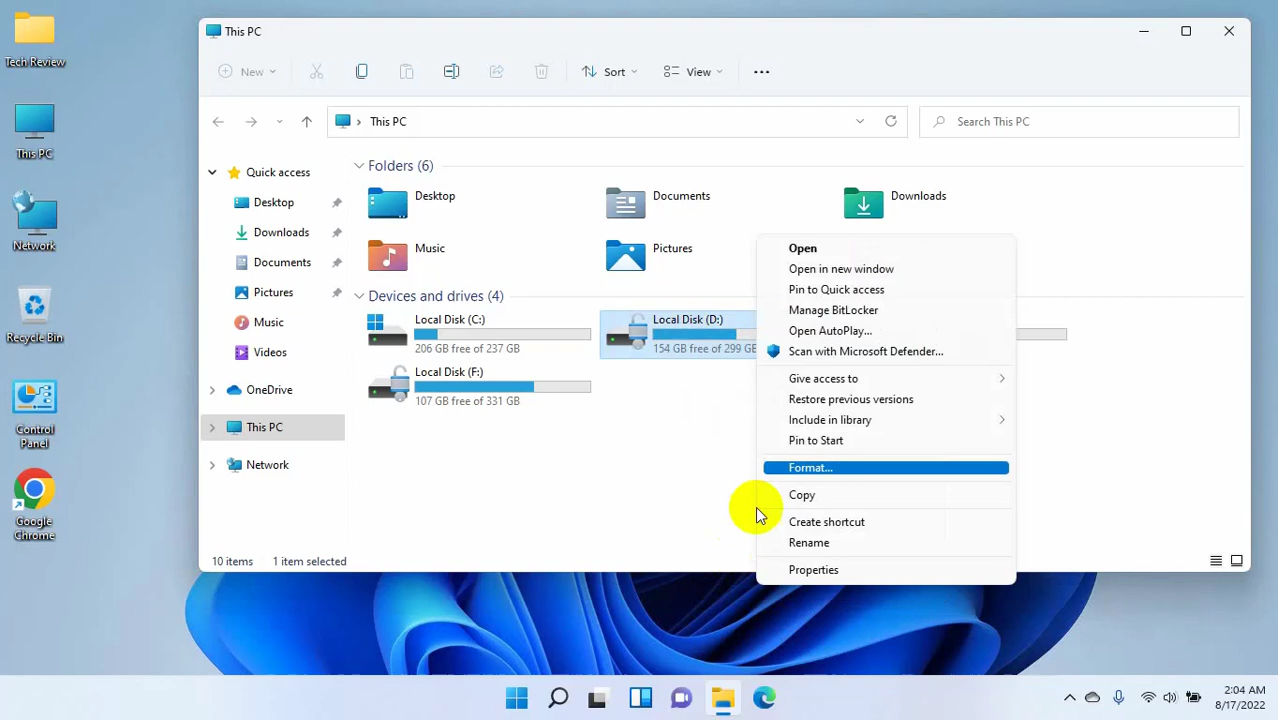 Tech Review
This PC
Network
Recycle Bin
Control
Panel
Google
Chrome
This PC
New
Sort
View
This PC
Search This PC
Quick access
Desktop
Downloads
Documents
Pictures
Music
Videos
OneDrive
This PC
Network
Folders (6)
Desktop
Documents
Downloads
Music
Pictures
Devices and drives (4)
Local Disk (C:)
206 GB free of 237 GB
Local Disk (D:)
154 GB free of 299 GB
Local Disk (F:)
107 GB free of 331 GB
Open
Open in new window
Pin to Quick access
Manage BitLocker
Open AutoPlay...
Scan with Microsoft Defender...
Give access to
Restore previous versions
Include in library
Pin to Start
Format...
Copy
Create shortcut
Rename
Properties
10 items
1 item selected
2:04 AM
8/17/2022